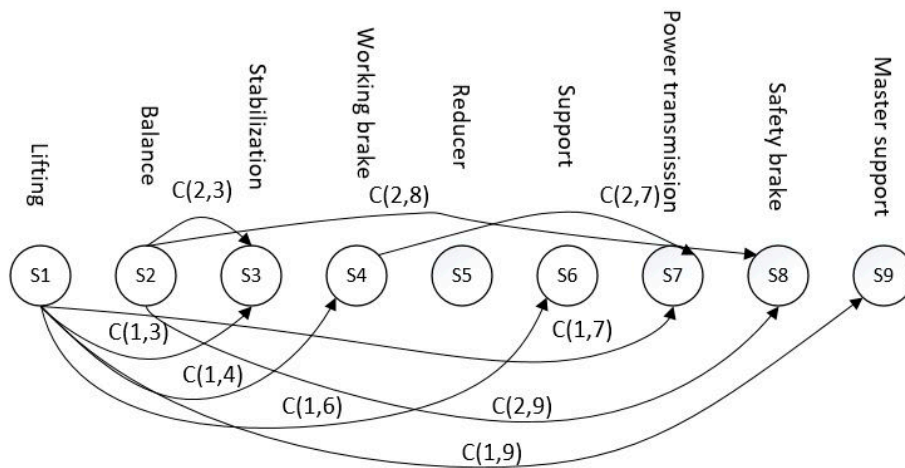 Lifting
Balance
Stabilization
Working brake
Reducer
Support
Power transmission
Safety brake
Master support
C(2,3)
C(2,8)
C(2,7)
S1
S2
S3
S4
S5
S6
S7
S8
S9
C(1,3)
C(1,7)
C(1,4)
C(1,6)
C(2,9)
C(1,9)